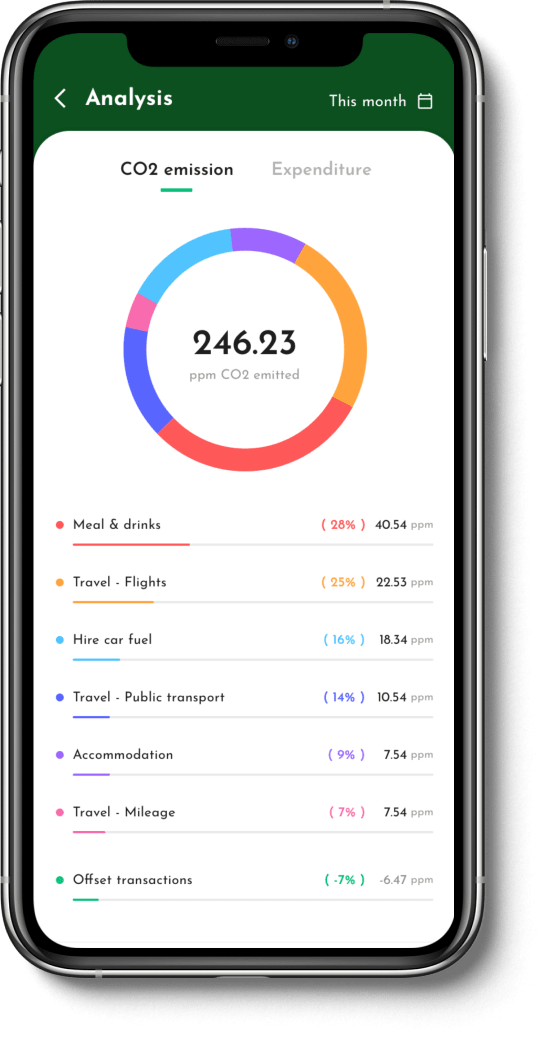 Analysis
This month
CO2 emission Expenditure
246.23
ppm CO2 emitted
Meal & drinks ( 28% ) 40.54 ppm
Travel - Flights ( 25% ) 22.53 ppm
Hire car fuel ( 16% ) 18.34 ppm
Travel - Public transport ( 14% ) 10.54 ppm
Accommodation ( 9% ) 7.54 ppm
Travel - Mileage ( 7% ) 7.54 ppm
Offset transactions ( -7% ) -6.47 ppm